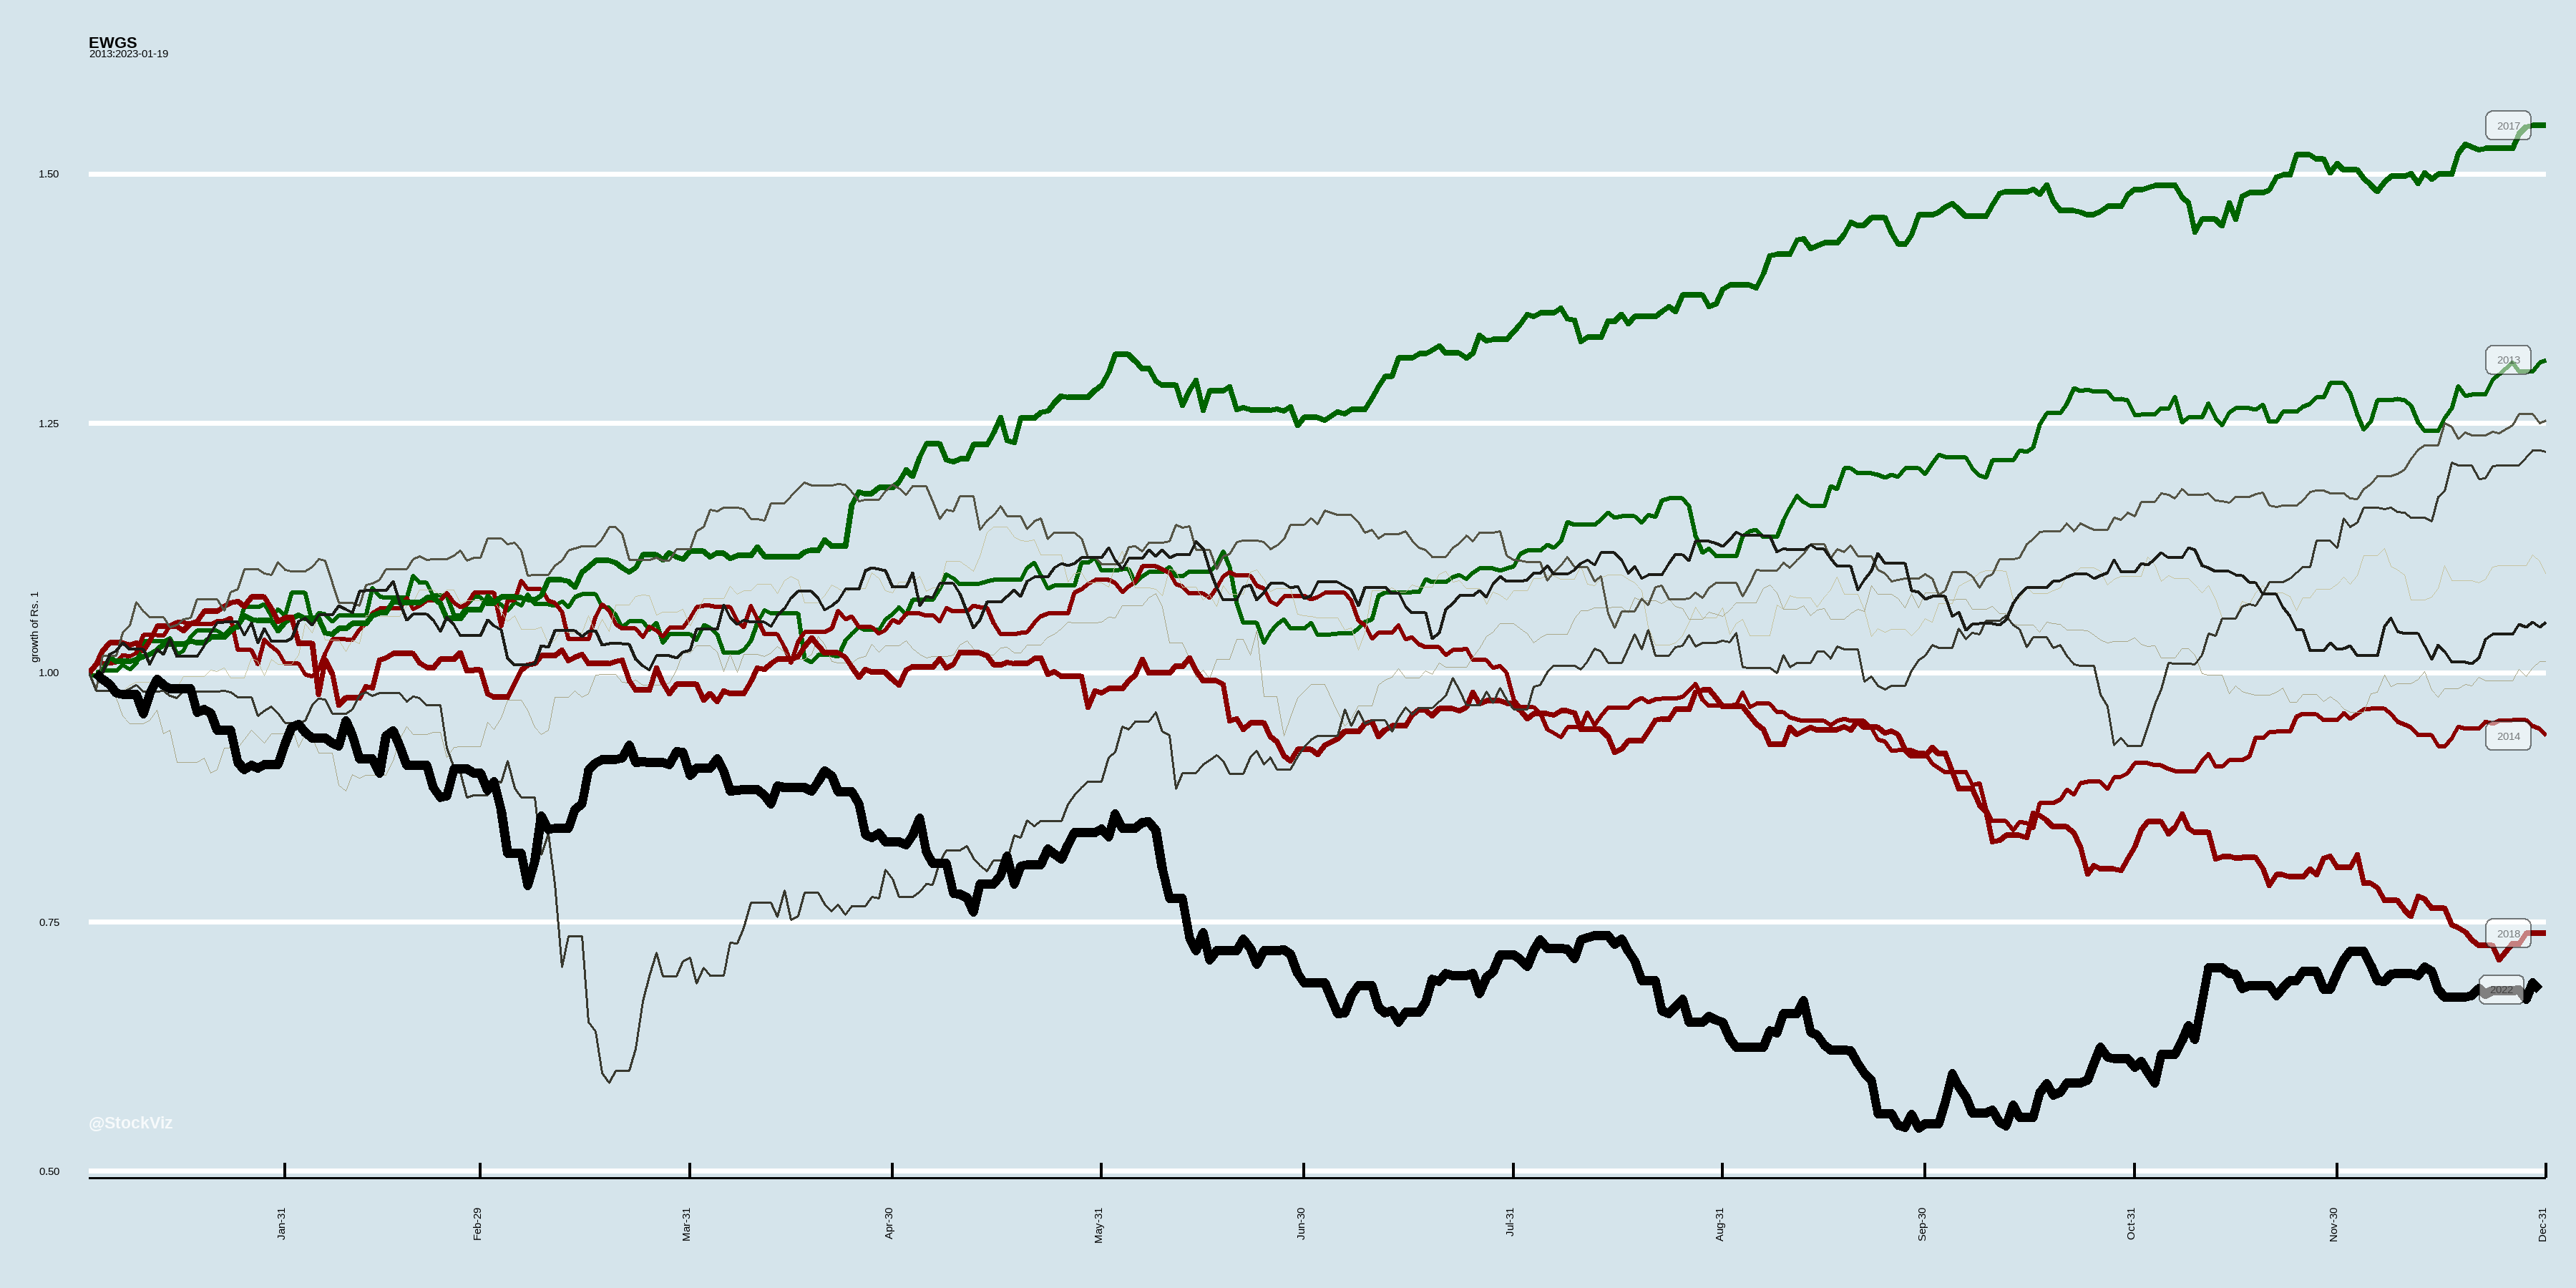 EWGS
2013:2023-01-19
2017
1.50
2013
1.25
growth of Rs. 1
1.00
2014
0.75
2018
2022
@StockViz
0.50
Jan-31
Feb-29
Mar-31
Apr-30
May-31
Jun-30
Jul-31
Aug-31
Sep-30
Oct-31
Nov-30
Dec-31